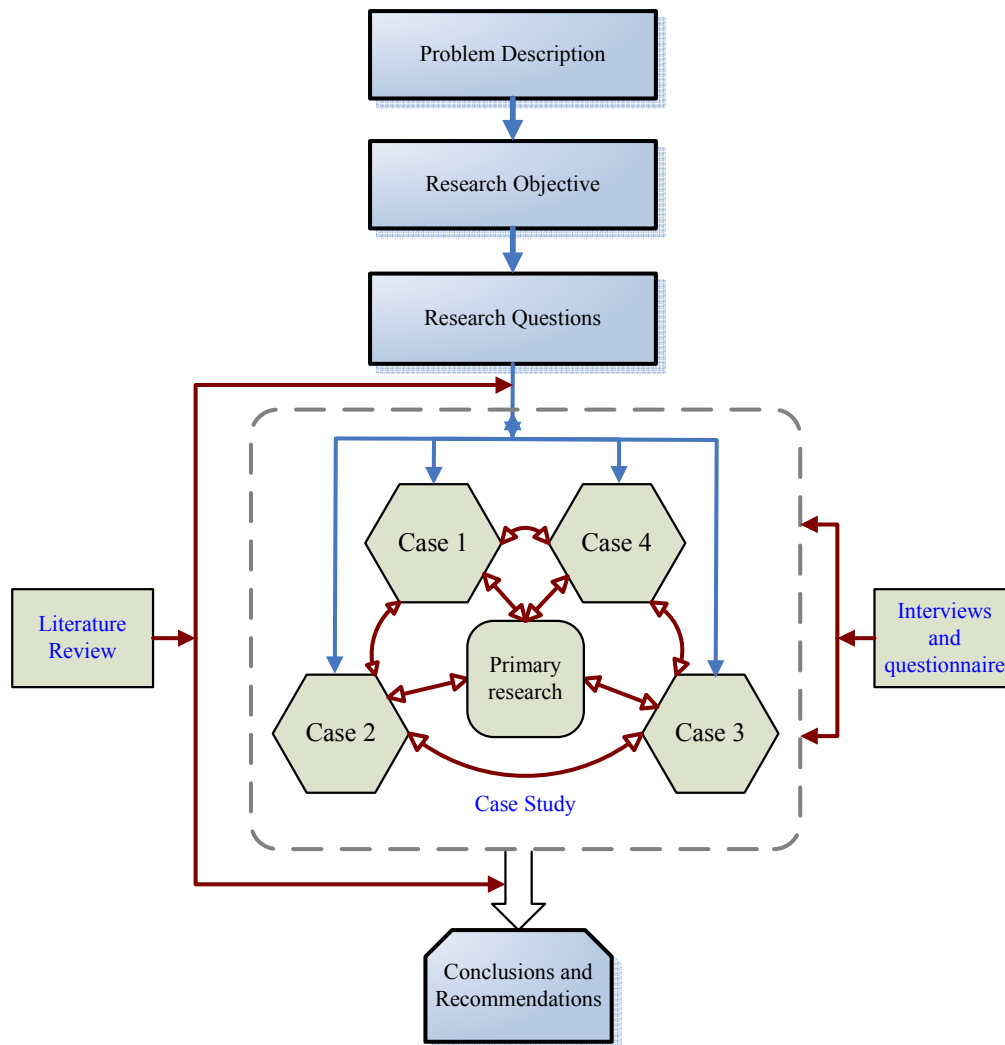 Problem Description
Research Objective
Research Questions
Case 1
Case 4
Literature
Review
Interviews
and
questionnaire
Primary
research
Case 2
Case 3
Case Study
Conclusions and
Recommendations